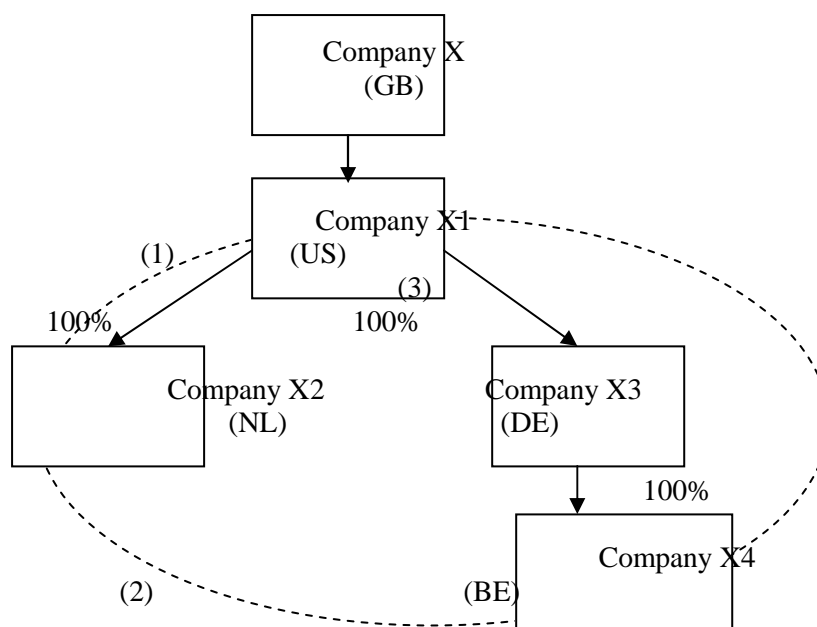 Company X
(GB)
Company X1
(1)
(US)
(3)
100%
100%
Company X2
(NL)
Company X3
(DE)
100%
Company X4
(2)
(BE)